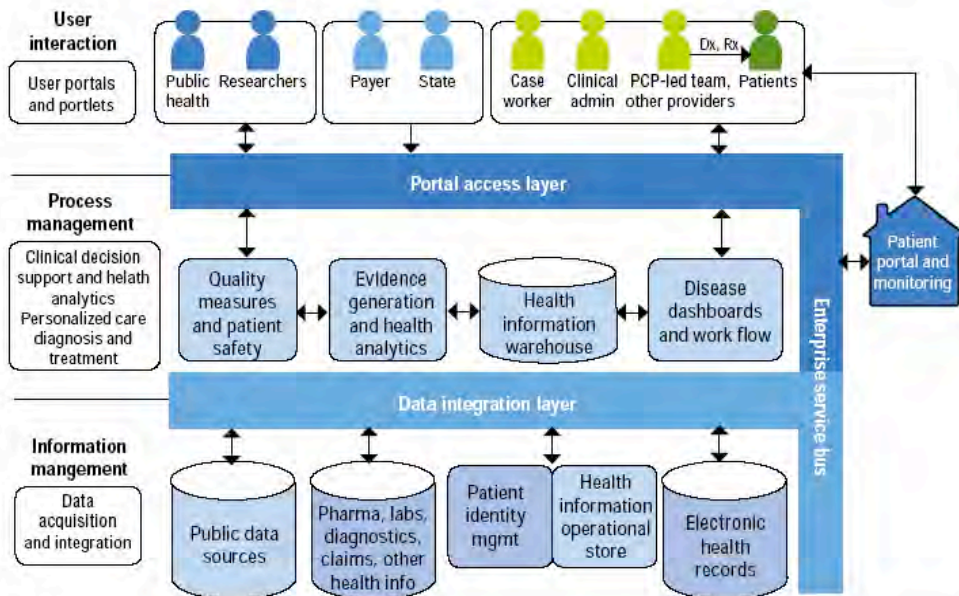 User
interaction
User portals
and portlets
Public
health
Researchers
Payer
State
Case
worker
Clinical
admin
PCP-led team,
other providers
Dx, Rx
Patients
Portal access layer
Process
management
Clinical decision
support and helath
analytics
Personalized care
diagnosis and
treatment
Quality
measures
and patient
safety
Evidence
generation
and health
analytics
Health
information
warehouse
Disease
dashboards
and work flow
Patient
portal and
monitoring
Enterprise service bus
Data integration layer
Information
mangement
Data
acquisition
and integration
Public data
sources
Pharma, labs,
diagnostics,
claims, other
health info
Patient
identity
mgmt
Health
information
operational
store
Electronic
health
records